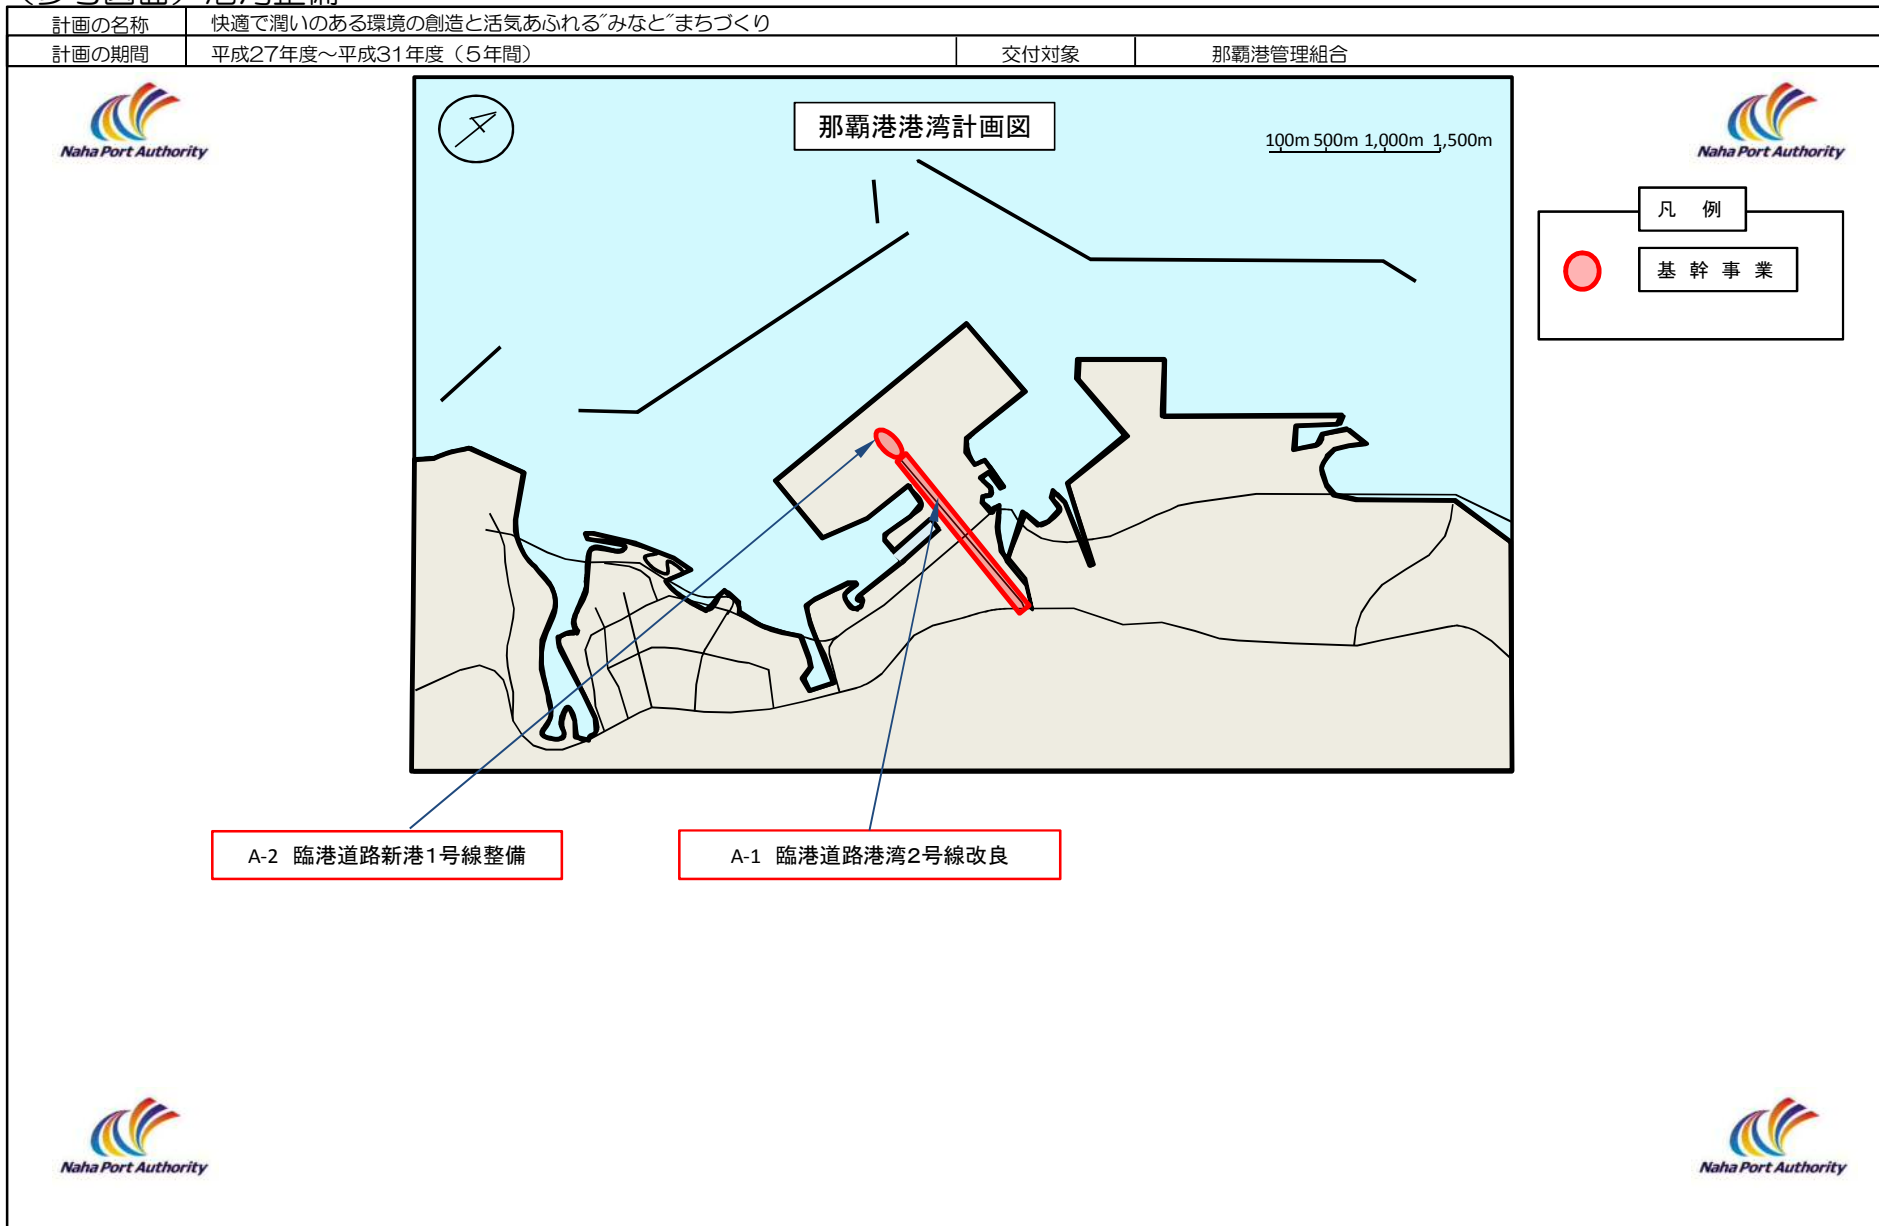 計画の名称 快適で潤いのある環境の創造と活気あふれる”みなと”まちづくり
計画の期間 平成27年度～平成31年度（5年間） 交付対象 那覇港管理組合
Naha Port Authority
那覇港港湾計画図
100m 500m 1,000m 1,500m
Naha Port Authority
凡 例
基 幹 事 業
A-2 臨港道路新港1号線整備
A-1 臨港道路港湾2号線改良
Naha Port Authority
Naha Port Authority